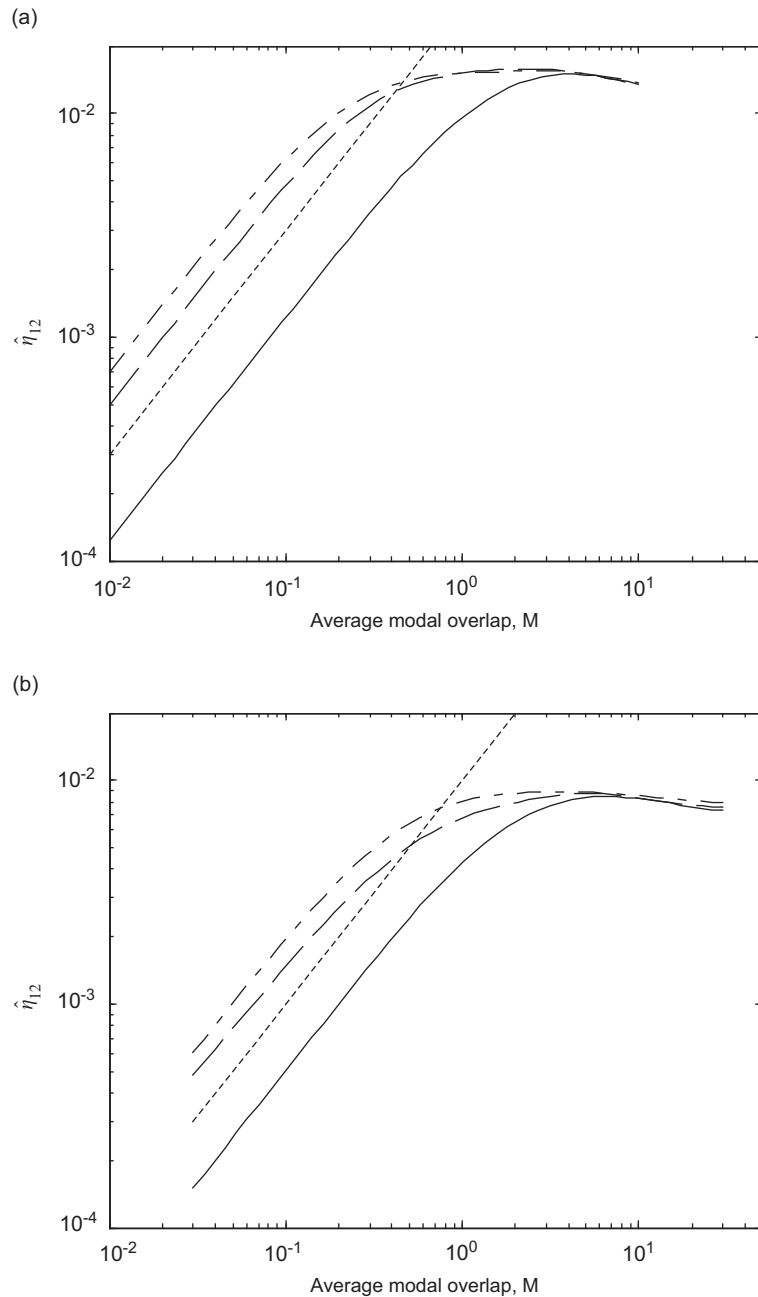 (a)
10⁻²
η̂₁₂
10⁻³
10⁻⁴
10⁻² 10⁻¹ 10⁰ 10¹
Average modal overlap, M
(b)
10⁻²
η̂₁₂
10⁻³
10⁻⁴
10⁻² 10⁻¹ 10⁰ 10¹
Average modal overlap, M